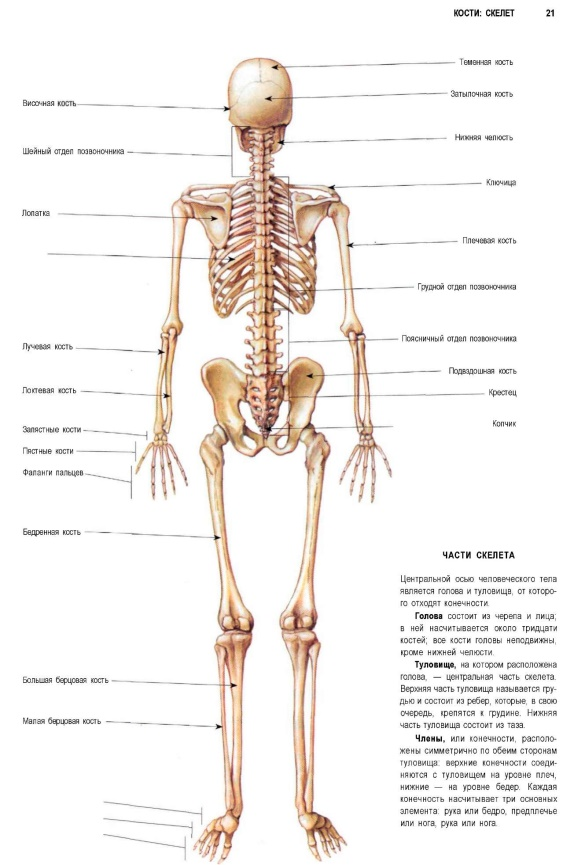 КОСТИ: СКЕЛЕТ 21
Теменная кость
Затылочная кость
Височная кость
Нижняя челюсть
Шейный отдел позвоночника
Ключица
Лопатка
Плечевая кость
Грудной отдел позвоночника
Поясничный отдел позвоночника
Лучевая кость
Подвздошная кость
Локтевая кость
Крестец
Копчик
Запястные кости
Пястные кости
Фаланги пальцев
Бедренная кость
Большая берцовая кость
Малая берцовая кость
ЧАСТИ СКЕЛЕТА
Центральной осью человеческого тела
является голова и туловище, от которо-
го отходят конечности.
Голова состоит из черепа и лица;
в ней насчитывается около тридцати
костей; все кости головы неподвижны,
кроме нижней челюсти.
Туловище, на котором расположена
голова, — центральная часть скелета.
Верхняя часть туловища называется гру-
дью и состоит из ребер, которые, в свою
очередь, крепятся к грудине. Нижняя
часть туловища состоит из таза.
Члены, или конечности, располо-
жены симметрично по обеим сторонам
туловища: верхние конечности соеди-
няются с туловищем на уровне плеч,
нижние — на уровне бедер. Каждая
конечность насчитывает три основных
элемента: рука или бедро, предплечье
или нога, рука или нога.